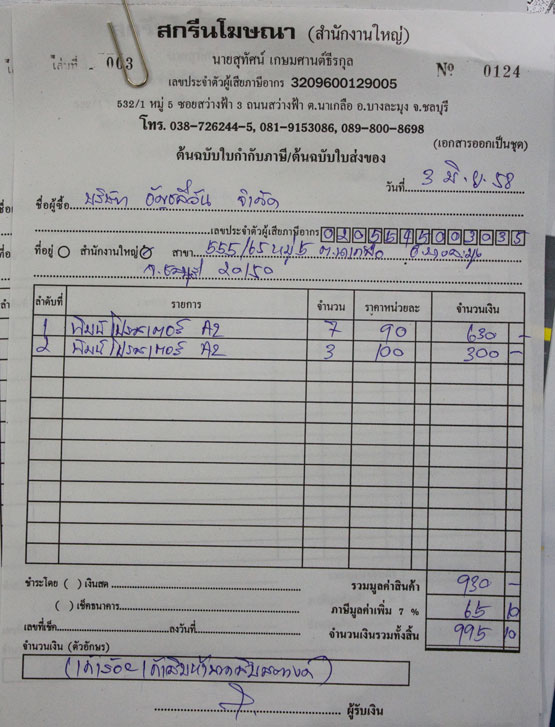 สกรีนโฆษณา (สำนักงานใหญ่)
เล่มที่ 003
นายสุทัศน์ เกษมศานต์ธีรกุล
Nº 0124
เลขประจำตัวผู้เสียภาษีอากร 3209600129005
532/1 หมู่ 5 ซอยสว่างฟ้า 3 ถนนสว่างฟ้า ต.นาเกลือ อ.บางละมุง จ.ชลบุรี
โทร. 038-726244-5, 081-9153086, 089-800-8698
(เอกสารออกเป็นชุด)
ต้นฉบับใบกำกับภาษี/ต้นฉบับใบส่งของ
วันที่ 3 มิ.ย. 58
ชื่อผู้ซื้อ บริษัท จำกัด
เลขประจำตัวผู้เสียภาษีอากร 0205545003035
ที่อยู่ สำนักงานใหญ่ สาขา 555/65 หมู่ 5 ต.นาเกลือ อ.บางละมุง
จ.ชลบุรี 20150
ลำดับที่ รายการ จำนวน ราคาหน่วยละ จำนวนเงิน
1 พิมพ์โปสเตอร์ A2 7 90 630 -
2 พิมพ์โปสเตอร์ A2 3 100 300 -
ชำระโดย ( ) เงินสด
รวมมูลค่าสินค้า 930 -
( ) เช็คธนาคาร
ภาษีมูลค่าเพิ่ม 7 % 65 10
เลขที่เช็ค ลงวันที่
จำนวนเงินรวมทั้งสิ้น 995 10
จำนวนเงิน (ตัวอักษร)
(เก้าร้อยเก้าสิบห้าบาทสิบสตางค์)
ผู้รับเงิน